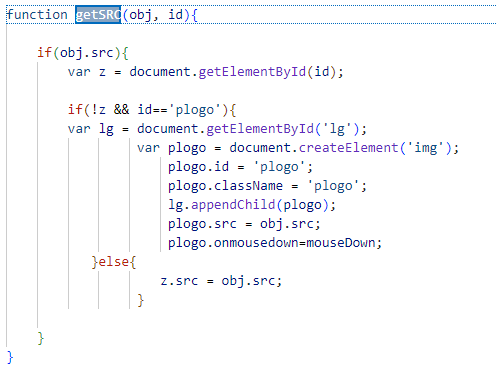 function getSRC(obj, id){
if(obj.src){
var z = document.getElementById(id);
if(!z && id=='plogo'){
var lg = document.getElementById('lg');
var plogo = document.createElement('img');
plogo.id = 'plogo';
plogo.className = 'plogo';
lg.appendChild(plogo);
plogo.src = obj.src;
plogo.onmousedown=mouseDown;
}else{
z.src = obj.src;
}
}
}